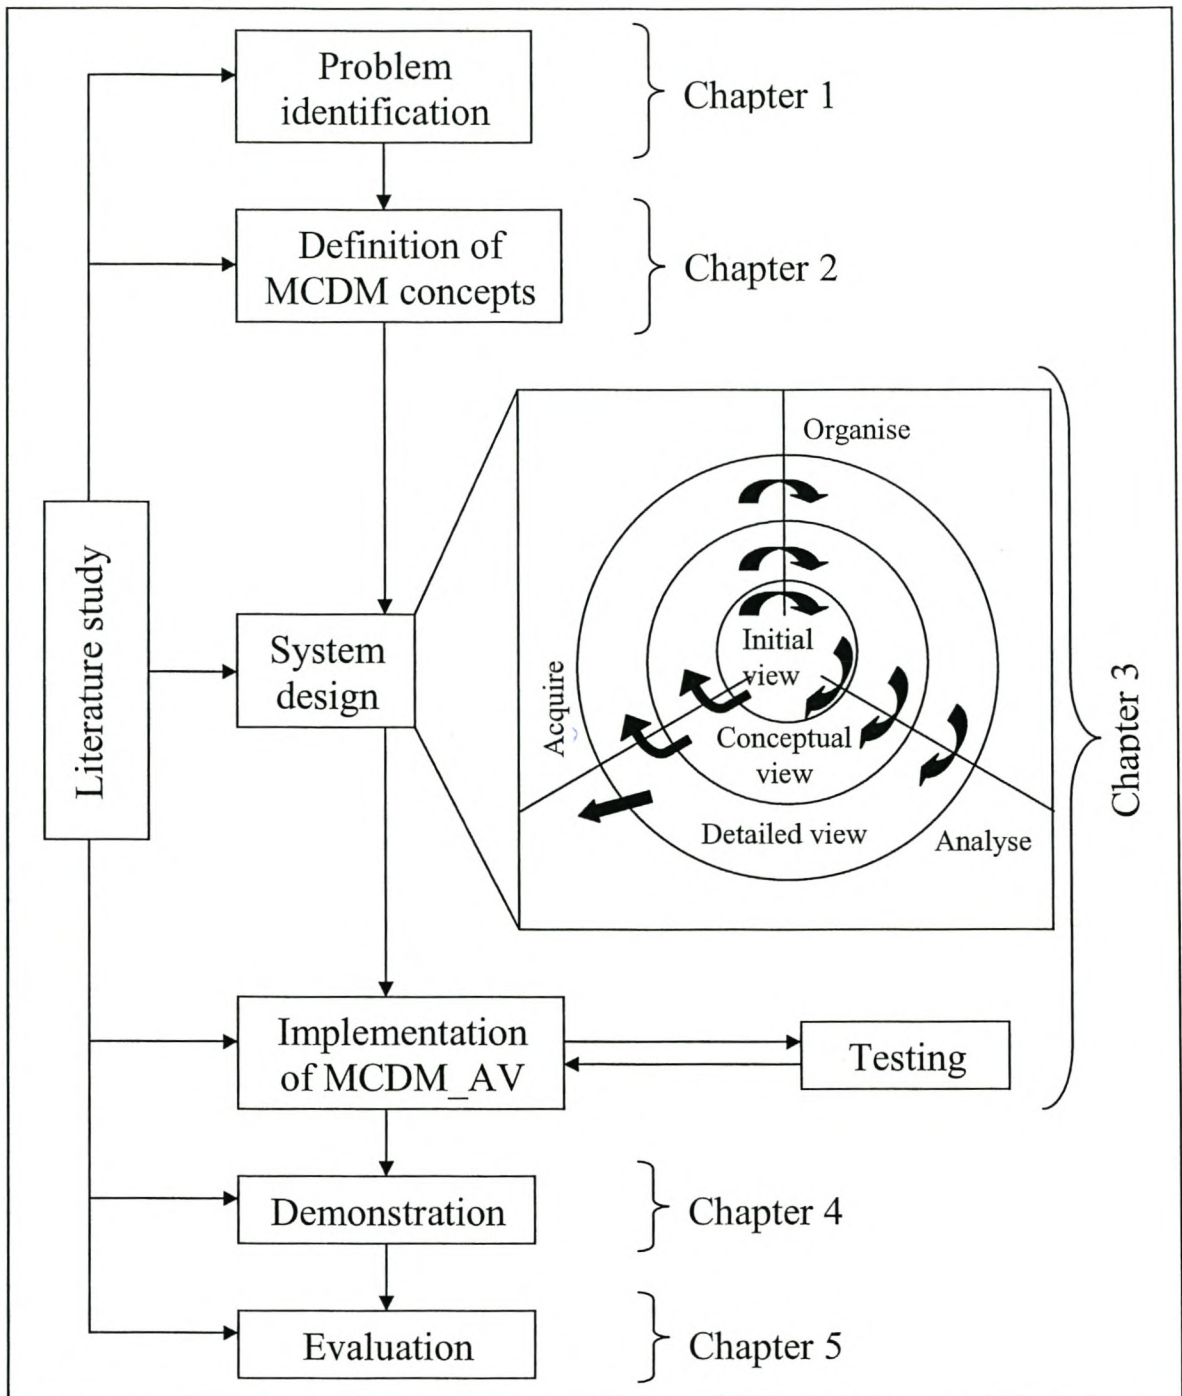 Problem
identification
Chapter 1
Definition of
MCDM concepts
Chapter 2
Literature study
System
design
Organise
Initial
view
Acquire
Conceptual
view
Detailed view
Analyse
Chapter 3
Implementation
of MCDM_AV
Testing
Demonstration
Chapter 4
Evaluation
Chapter 5